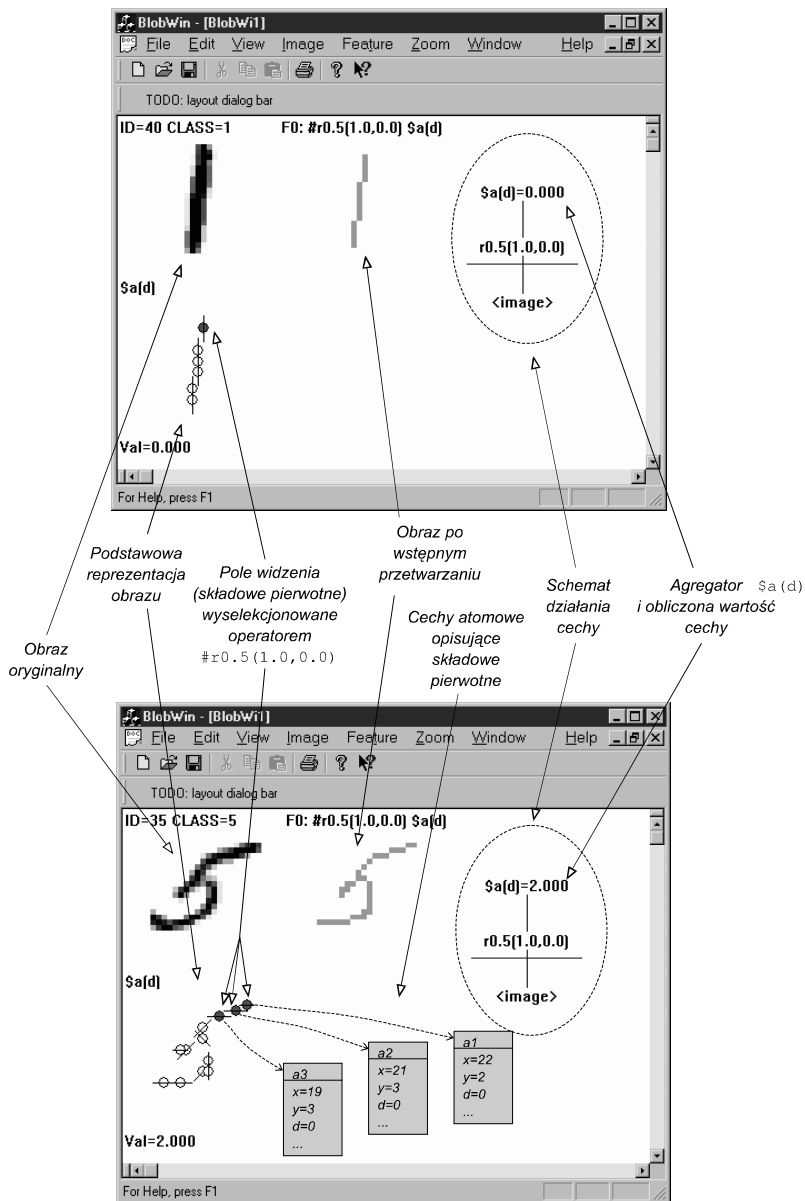 BlobWin - [BlobWi1]
File Edit View Image Feature Zoom Window Help
TODO: layout dialog bar
ID=40 CLASS=1 F0: #r0.5(1.0,0.0) $a(d)
$a(d)=0.000
r0.5(1.0,0.0)
<image>
$a(d)
Val=0.000
For Help, press F1
Obraz oryginalny
Podstawowa
reprezentacja
obrazu
Pole widzenia
(składowe pierwotne)
wyselekcjonowane
operatorem
#r0.5(1.0,0.0)
Obraz po
wstępnym
przetwarzaniu
Cechy atomowe
opisujące
składowe
pierwotne
Schemat
działania
cechy
Agregator $a(d)
i obliczona wartość
cechy
BlobWin - [BlobWi1]
File Edit View Image Feature Zoom Window Help
TODO: layout dialog bar
ID=35 CLASS=5 F0: #r0.5(1.0,0.0) $a(d)
$a(d)=2.000
r0.5(1.0,0.0)
<image>
$a(d)
a3
x=19
y=3
d=0
...
a2
x=21
y=3
d=0
...
a1
x=22
y=2
d=0
...
Val=2.000
For Help, press F1